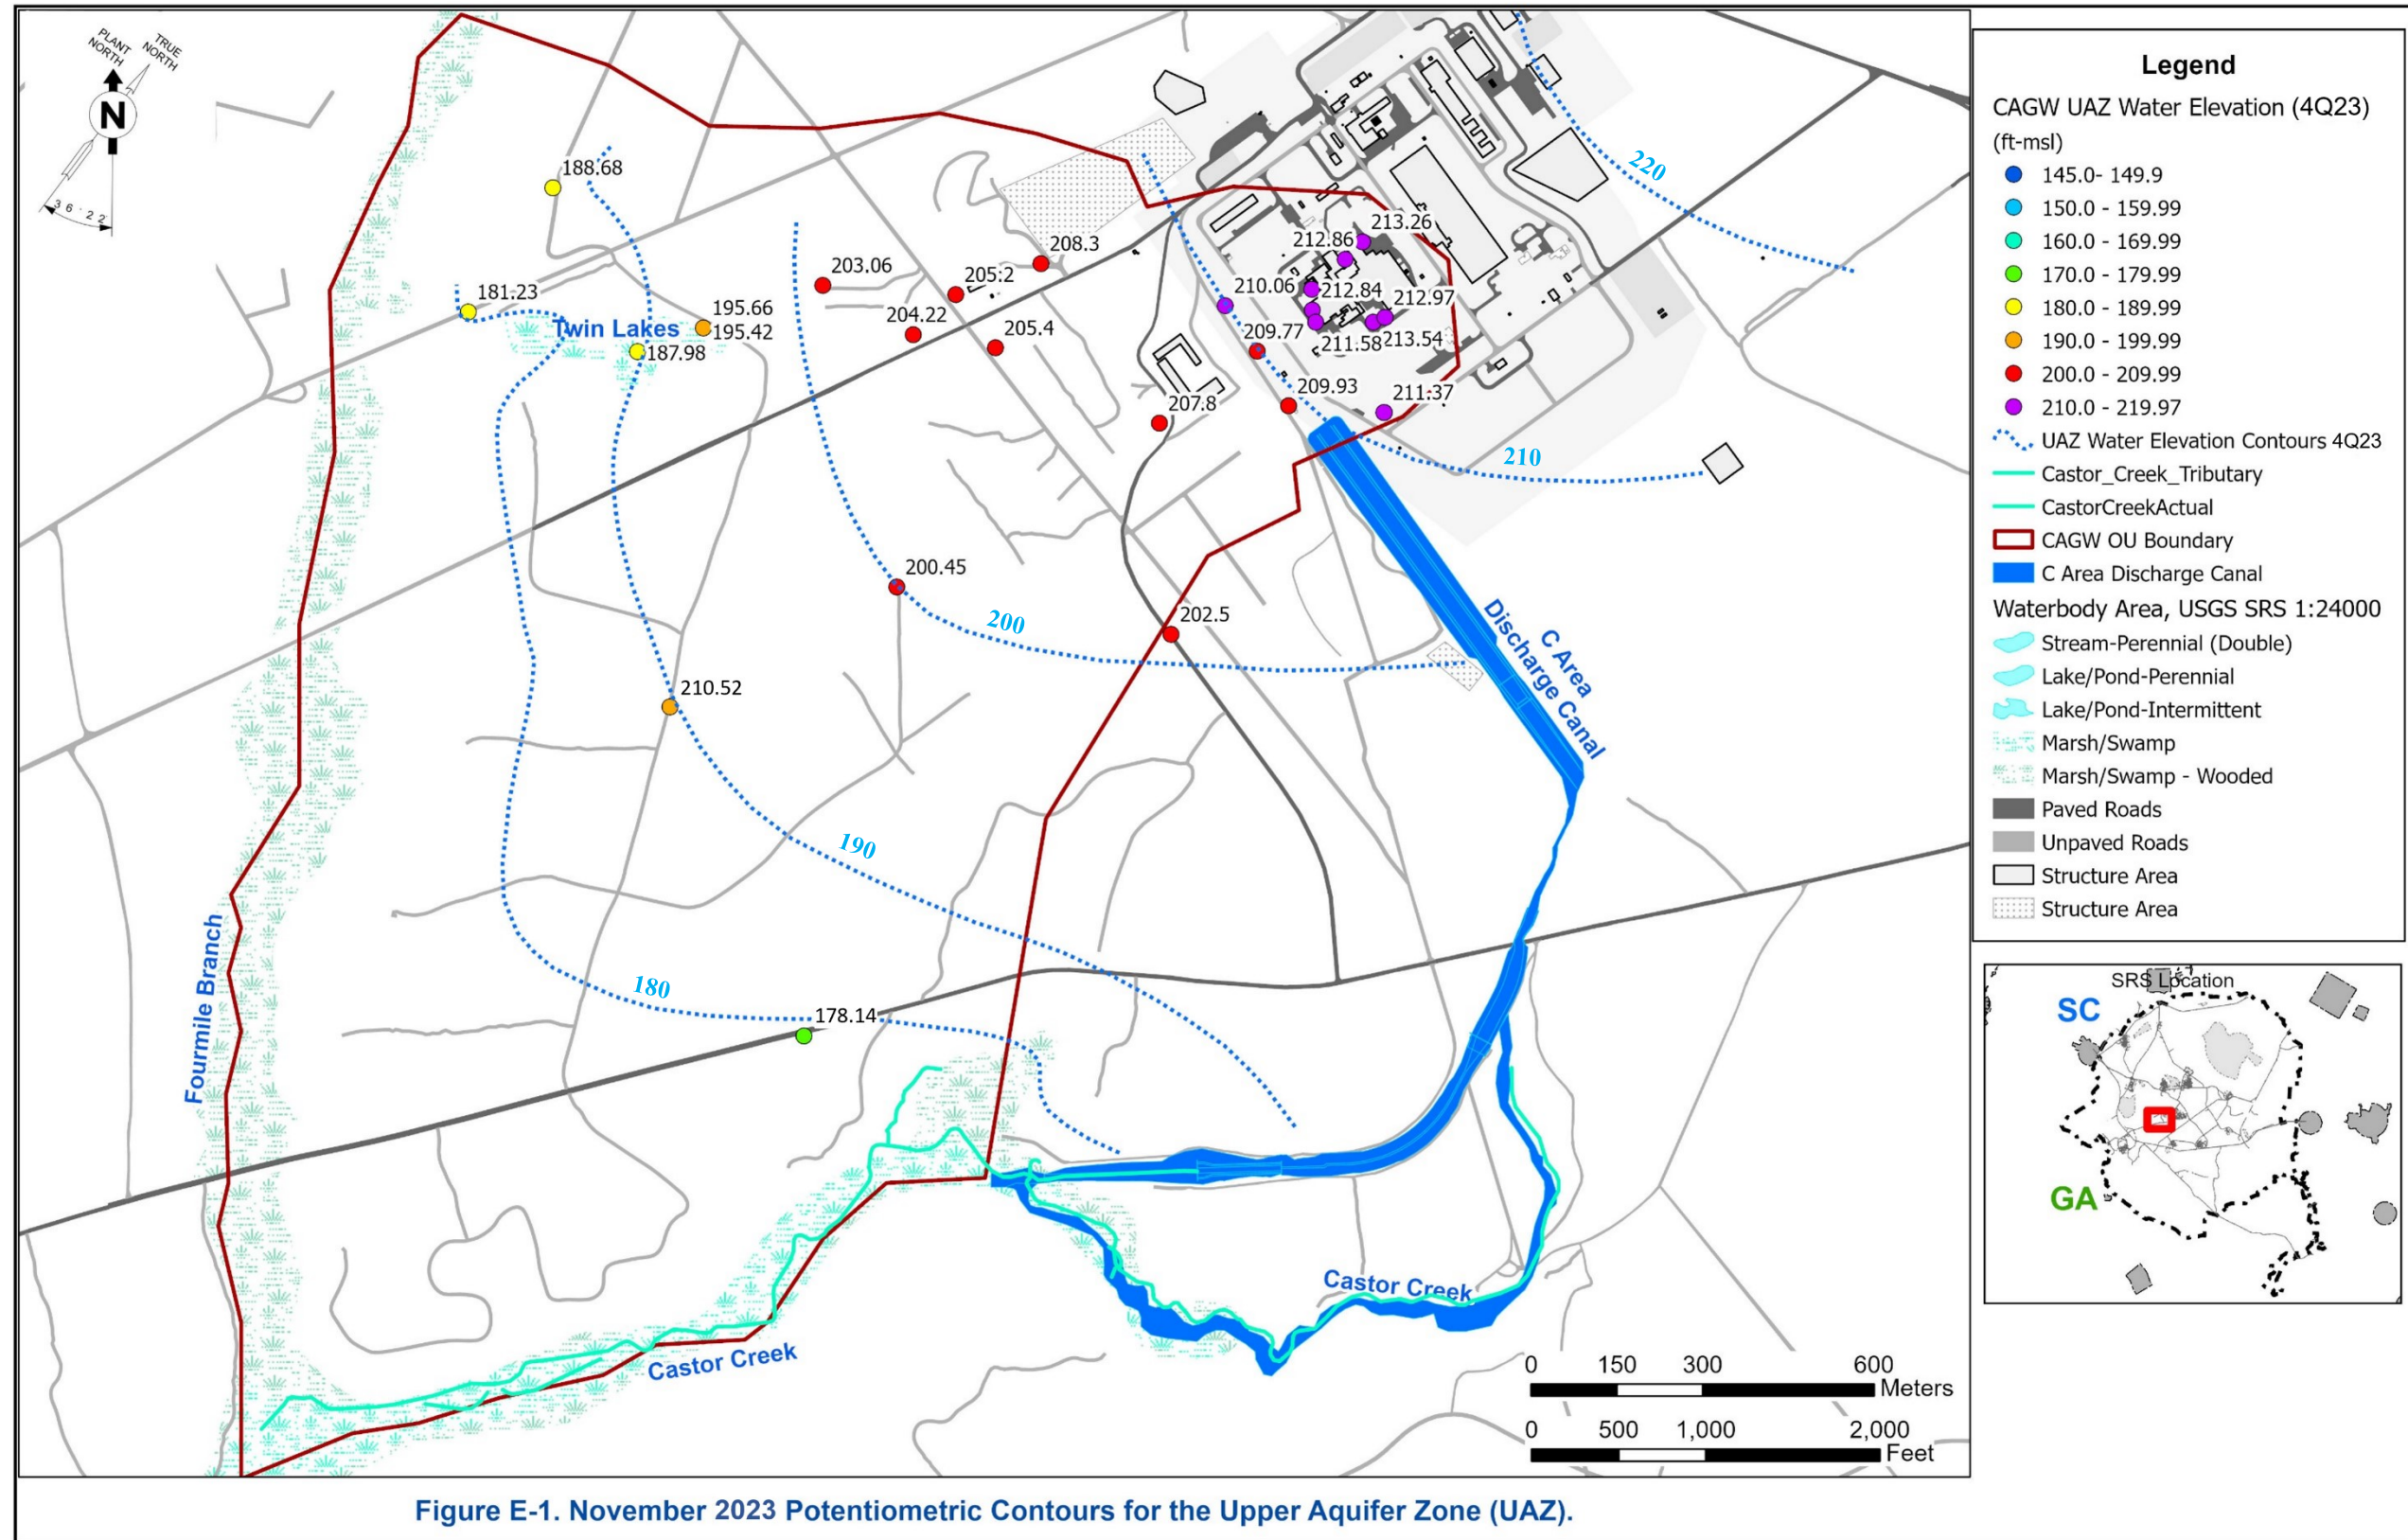 PLANT
NORTH
TRUE
NORTH
N
36°22'
188.68
181.23
Twin Lakes
195.66
195.42
187.98
203.06
205.2
208.3
204.22
205.4
207.8
213.26
212.86
210.06
212.84
212.97
209.77
211.58
213.54
209.93
211.37
220
210
200.45
200
202.5
210.52
190
180
178.14
C Area
Discharge Canal
Fourmile Branch
Castor Creek
Castor Creek
0 150 300 600
Meters
0 500 1,000 2,000
Feet
Legend
CAGW UAZ Water Elevation (4Q23)
(ft-msl)
145.0- 149.9
150.0 - 159.99
160.0 - 169.99
170.0 - 179.99
180.0 - 189.99
190.0 - 199.99
200.0 - 209.99
210.0 - 219.97
UAZ Water Elevation Contours 4Q23
Castor_Creek_Tributary
CastorCreekActual
CAGW OU Boundary
C Area Discharge Canal
Waterbody Area, USGS SRS 1:24000
Stream-Perennial (Double)
Lake/Pond-Perennial
Lake/Pond-Intermittent
Marsh/Swamp
Marsh/Swamp - Wooded
Paved Roads
Unpaved Roads
Structure Area
Structure Area
SRS Location
SC
GA
Figure E-1. November 2023 Potentiometric Contours for the Upper Aquifer Zone (UAZ).